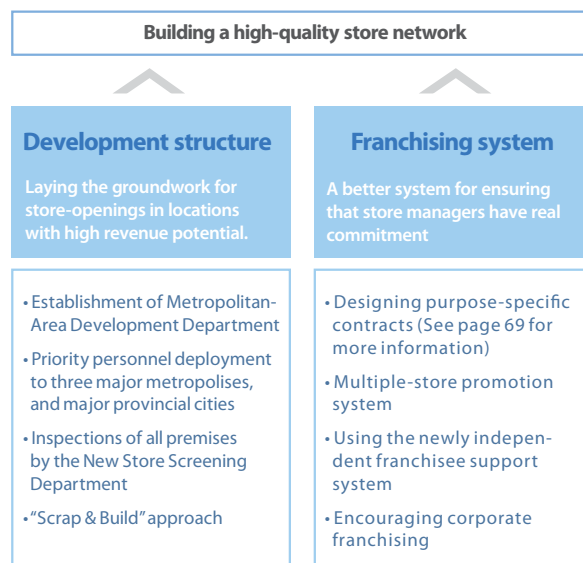 Building a high-quality store network
Development structure
Laying the groundwork for
store-openings in locations
with high revenue potential.
• Establishment of Metropolitan-
Area Development Department
• Priority personnel deployment
to three major metropolises,
and major provincial cities
• Inspections of all premises
by the New Store Screening
Department
• “Scrap & Build” approach
Franchising system
A better system for ensuring
that store managers have real
commitment
• Designing purpose-specific
contracts (See page 69 for
more information)
• Multiple-store promotion
system
• Using the newly indepen-
dent franchisee support
system
• Encouraging corporate
franchising